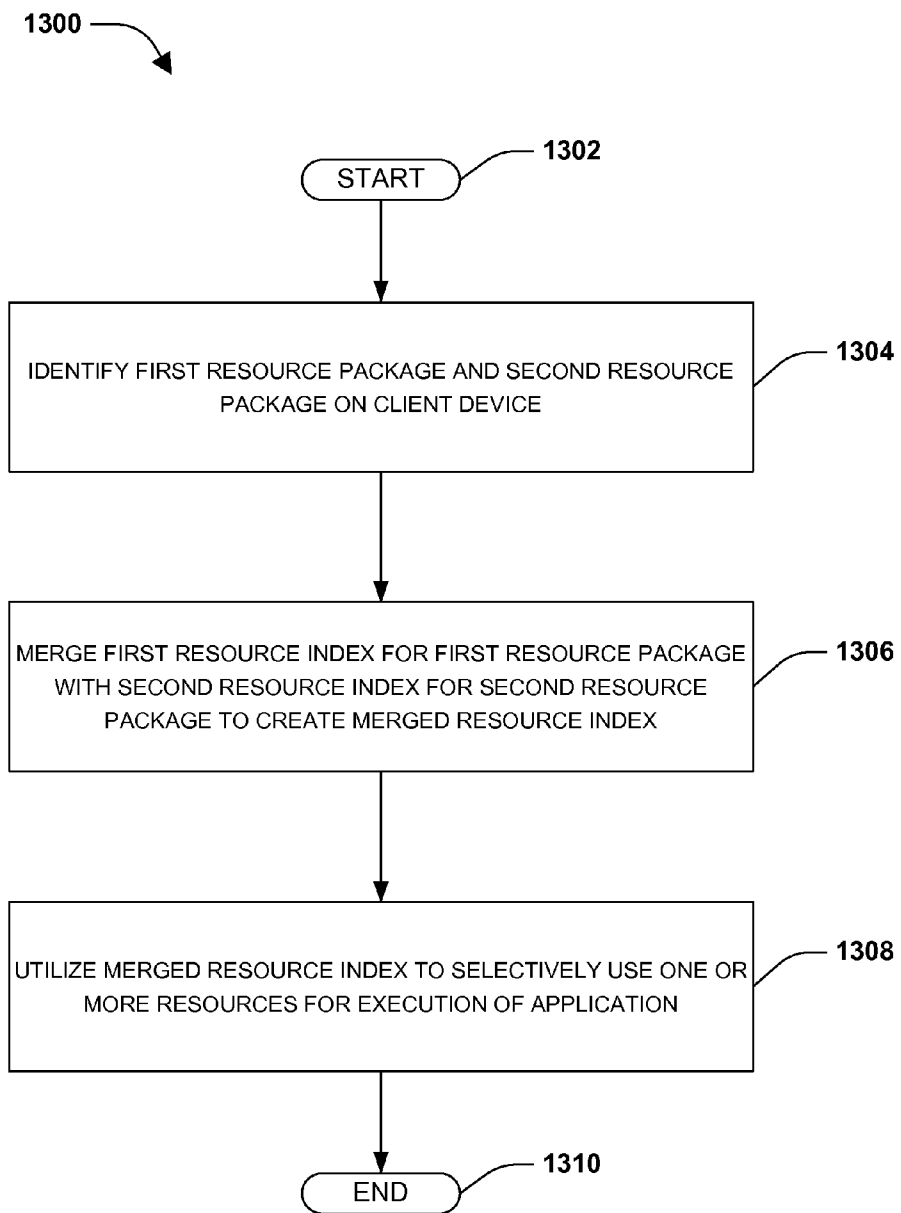 1300
1302
START
1304
IDENTIFY FIRST RESOURCE PACKAGE AND SECOND RESOURCE
PACKAGE ON CLIENT DEVICE
1306
MERGE FIRST RESOURCE INDEX FOR FIRST RESOURCE PACKAGE
WITH SECOND RESOURCE INDEX FOR SECOND RESOURCE
PACKAGE TO CREATE MERGED RESOURCE INDEX
1308
UTILIZE MERGED RESOURCE INDEX TO SELECTIVELY USE ONE OR
MORE RESOURCES FOR EXECUTION OF APPLICATION
1310
END